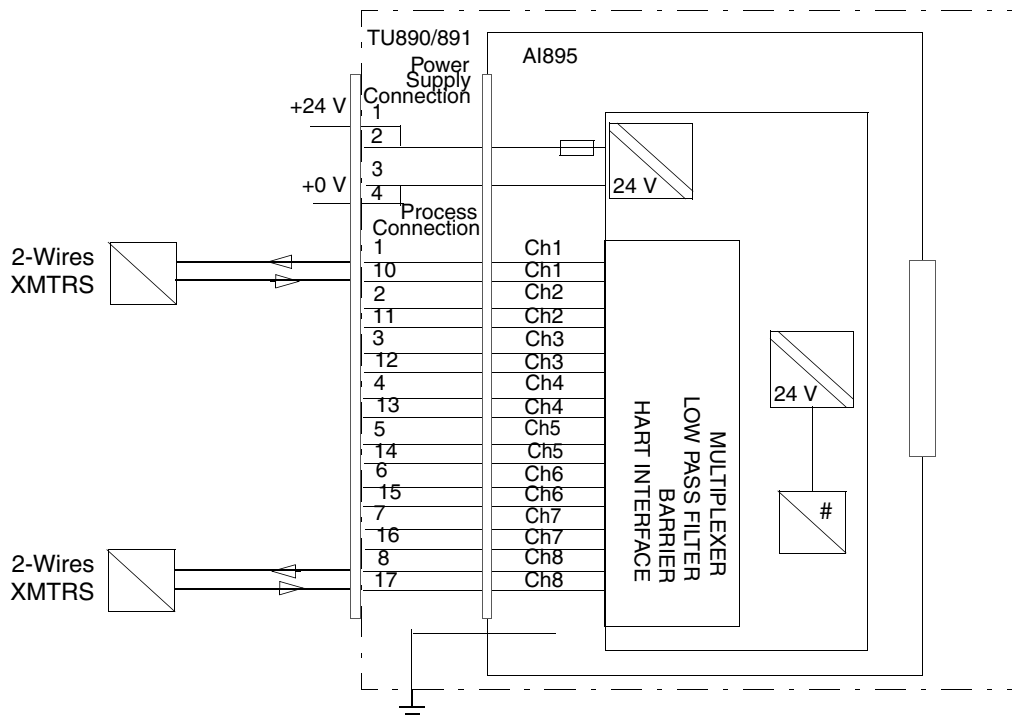 TU890/891
AI895
Power
Supply
Connection
+24 V
1
2
3
+0 V
4
24 V
Process
Connection
2-Wires
XMTRS
1 Ch1
10 Ch1
2 Ch2
11 Ch2
3 Ch3
12 Ch3
4 Ch4
13 Ch4
5 Ch5
14 Ch5
6 Ch6
15 Ch6
7 Ch7
16 Ch7
8 Ch8
17 Ch8
2-Wires
XMTRS
MULTIPLEXER
LOW PASS FILTER
BARRIER
HART INTERFACE
24 V
#